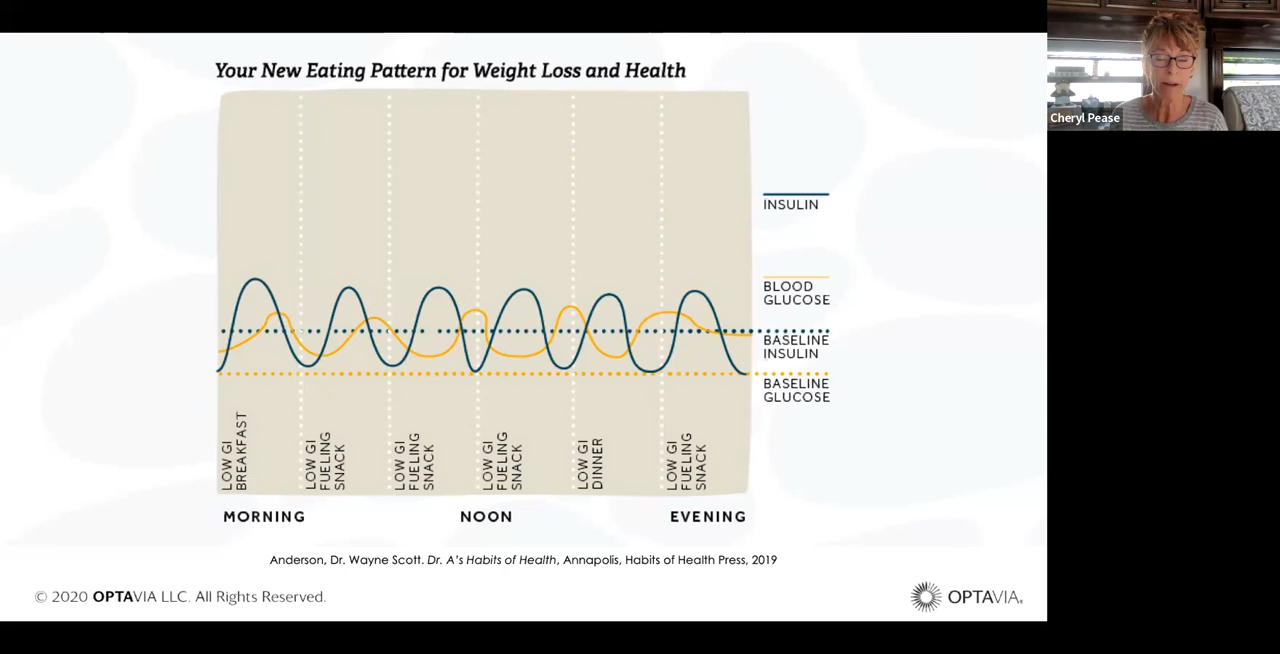 Your New Eating Pattern for Weight Loss and Health
Cheryl Pease
INSULIN
BLOOD
GLUCOSE
BASELINE
INSULIN
BASELINE
GLUCOSE
LOW GI
BREAKFAST
LOW GI
FUELING
SNACK
LOW GI
FUELING
SNACK
LOW GI
FUELING
SNACK
LOW GI
DINNER
LOW GI
FUELING
SNACK
MORNING
NOON
EVENING
Anderson, Dr. Wayne Scott. Dr. A's Habits of Health, Annapolis, Habits of Health Press, 2019
© 2020 OPTAVIA LLC. All Rights Reserved.
OPTAVIA®